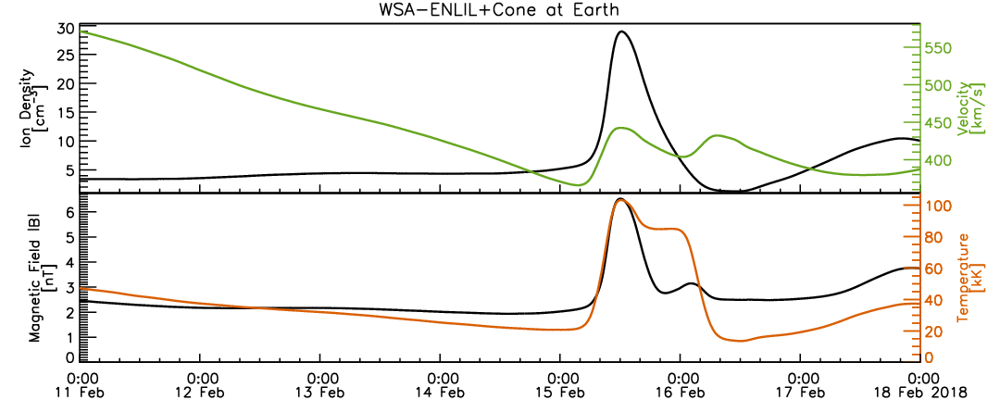 WSA-ENLIL+Cone at Earth
30
25
20
15
10
5
Ion Density
[cm-3]
550
500
450
400
Velocity
[km/s]
6
5
4
3
2
1
0
Magnetic Field |B|
[nT]
100
80
60
40
20
0
Temperature
[kK]
0:00 0:00 0:00 0:00 0:00 0:00 0:00 0:00
11 Feb 12 Feb 13 Feb 14 Feb 15 Feb 16 Feb 17 Feb 18 Feb 2018